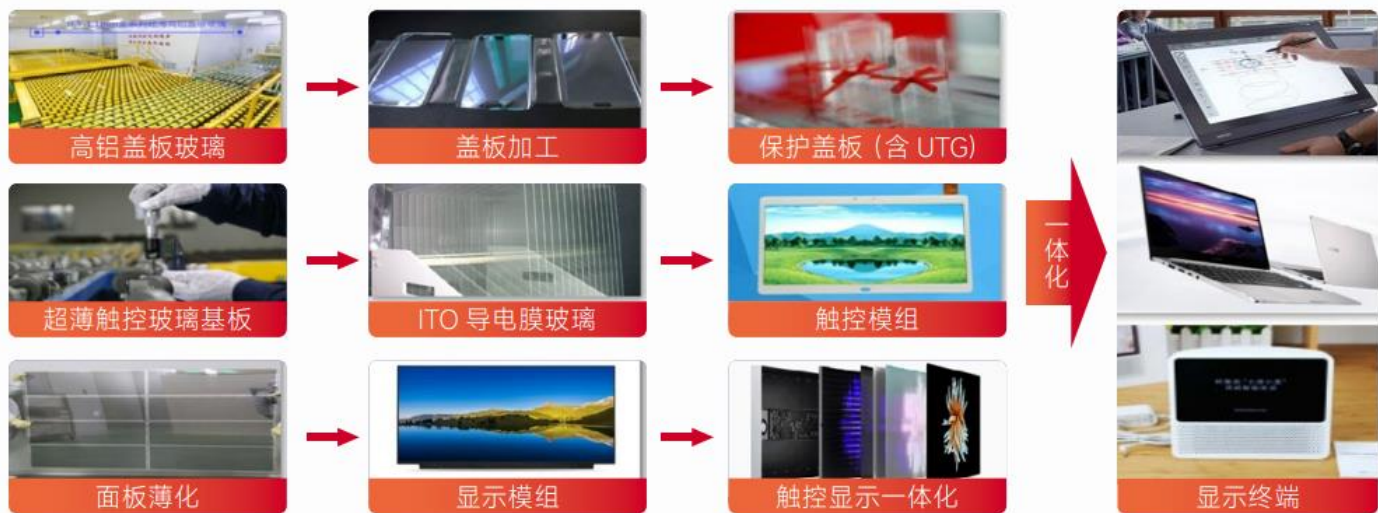 高铝盖板玻璃
盖板加工
保护盖板（含 UTG)
超薄触控玻璃基板
ITO 导电膜玻璃
触控模组
一体化
面板薄化
显示模组
触控显示一体化
显示终端